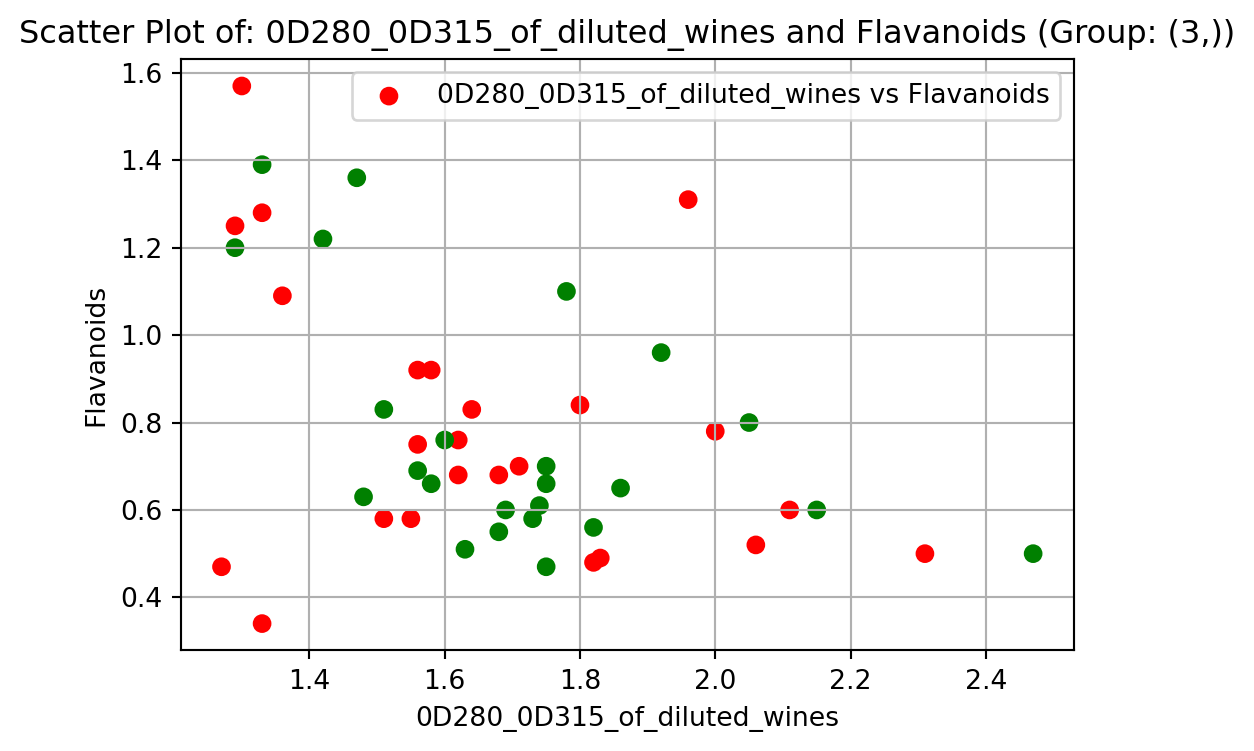 Scatter Plot of: 0D280_0D315_of_diluted_wines and Flavanoids (Group: (3,))
0D280_0D315_of_diluted_wines vs Flavanoids
1.6
1.4
1.2
1.0
0.8
0.6
0.4
Flavanoids
1.4 1.6 1.8 2.0 2.2 2.4
0D280_0D315_of_diluted_wines